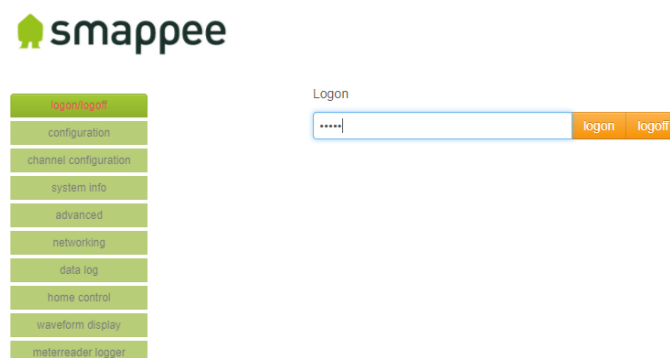 smappee
logon/logoff
configuration
channel configuration
system info
advanced
networking
data log
home control
waveform display
meterreader logger
Logon
•••••
logon logoff